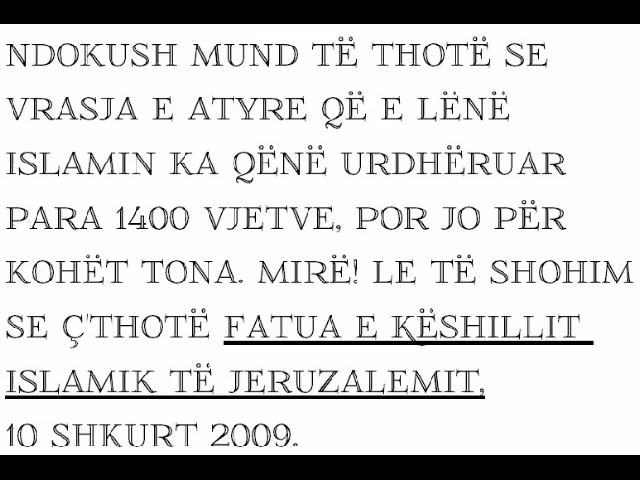 NDOKUSH MUND TË THOTË SE
VRASJA E ATYRE QË E LËNË
ISLAMIN KA QËNË URDHËRUAR
PARA 1400 VJETVE, POR JO PËR
KOHËT TONA. MIRË! LE TË SHOHIM
SE Ç'THOTË FATUA E KËSHILLIT
ISLAMIK TË JERUZALEMIT,
10 SHKURT 2009.